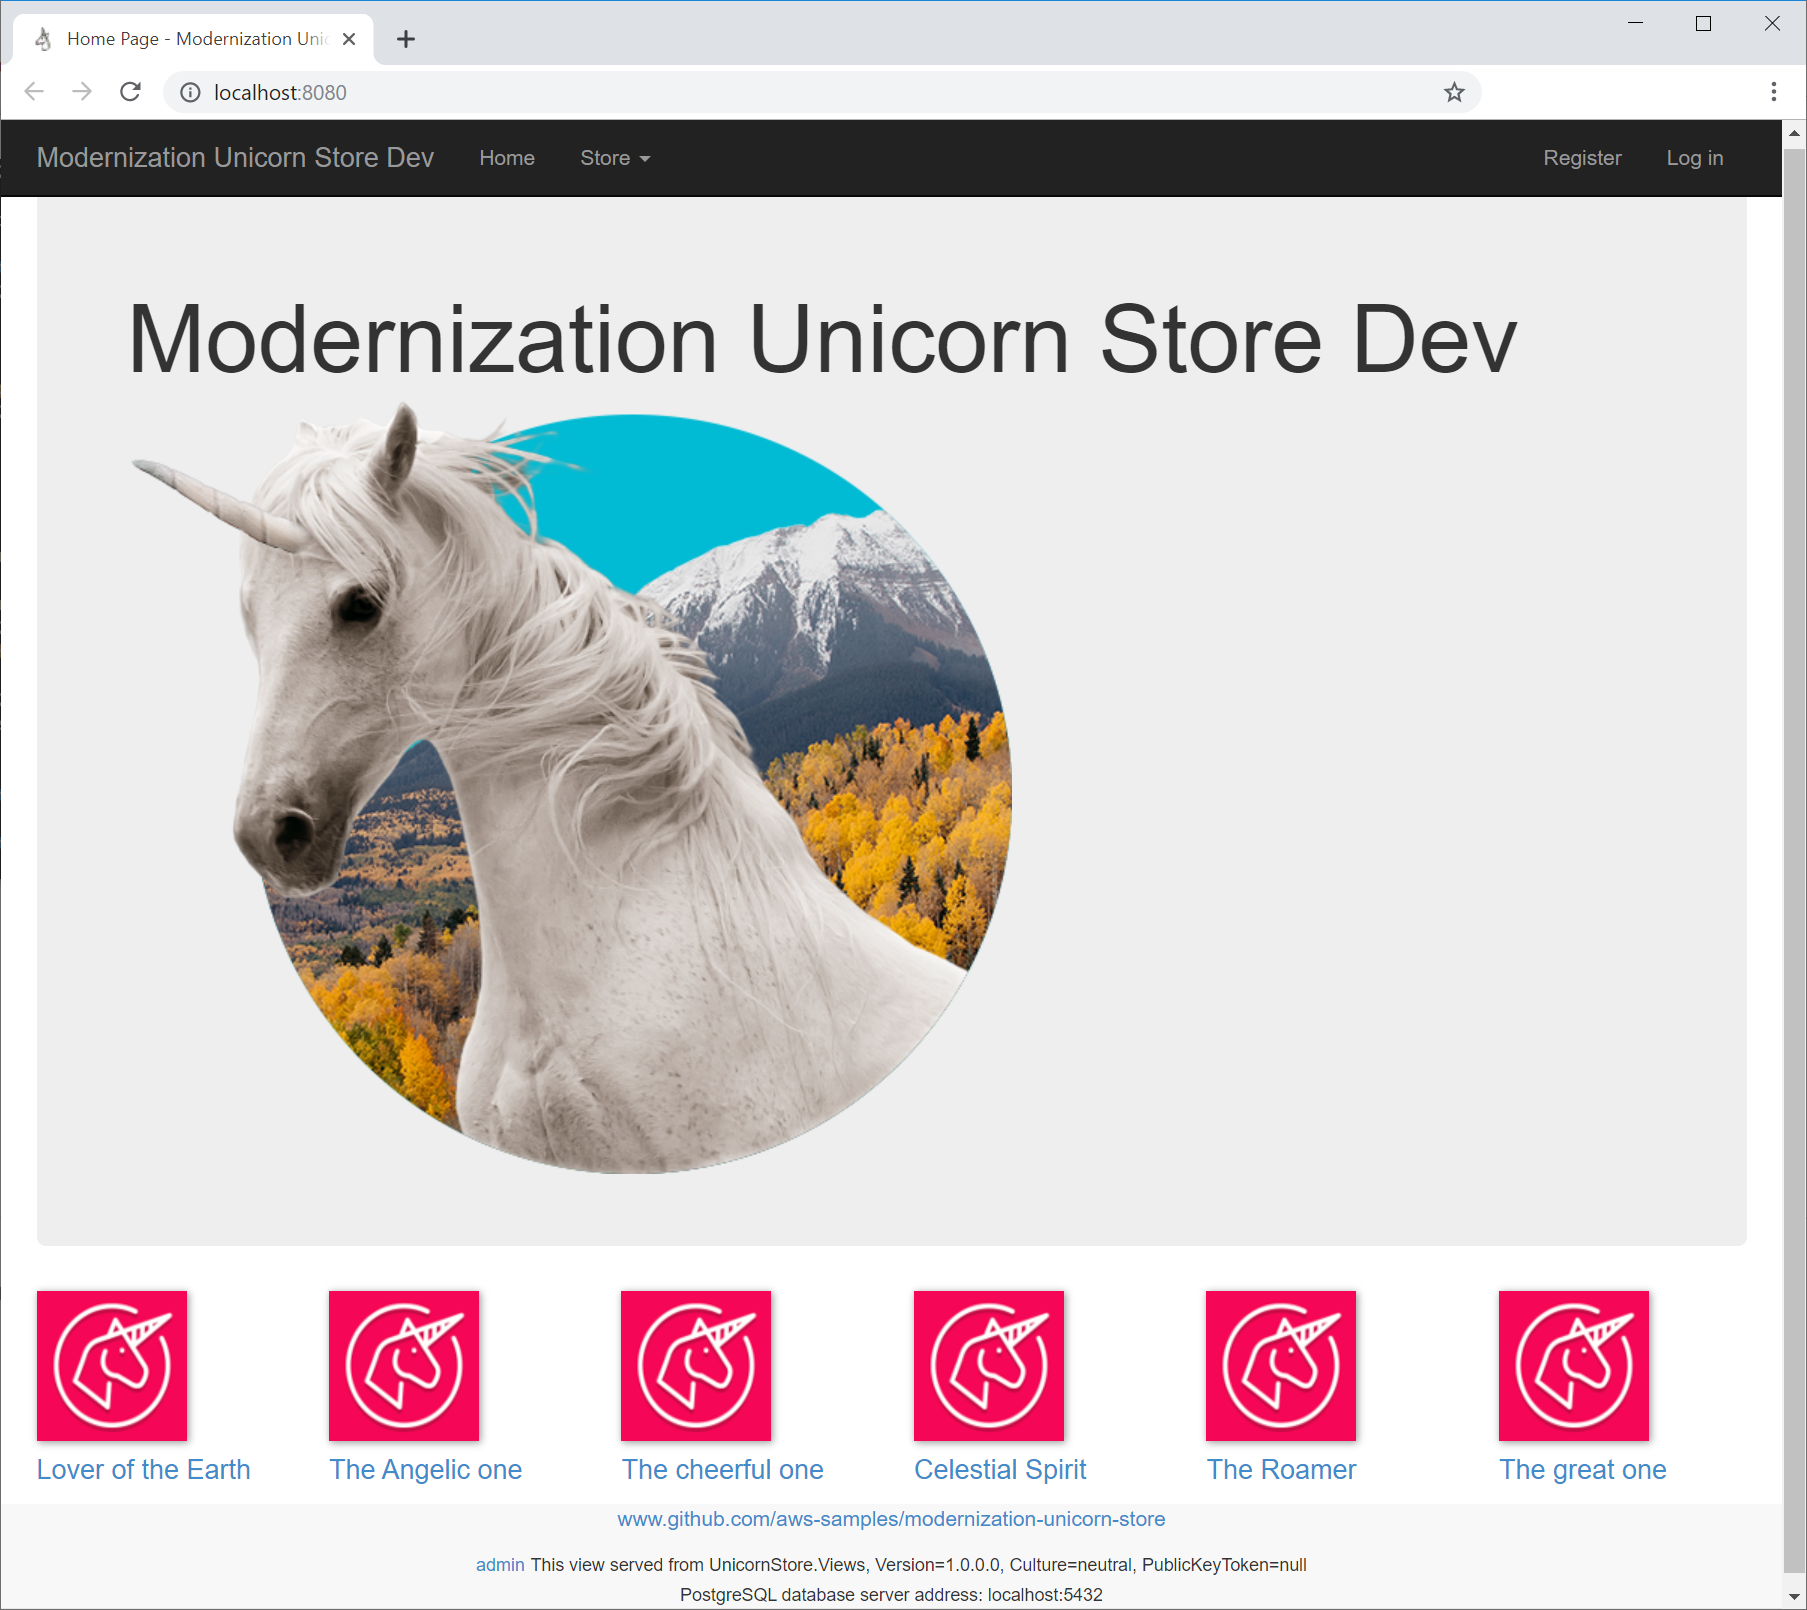 Home Page - Modernization Uni
localhost:8080
Modernization Unicorn Store Dev Home Store Register Log in
Modernization Unicorn Store Dev
Lover of the Earth The Angelic one The cheerful one Celestial Spirit The Roamer The great one
www.github.com/aws-samples/modernization-unicorn-store
admin This view served from UnicornStore.Views, Version=1.0.0.0, Culture=neutral, PublicKeyToken=null
PostgreSQL database server address: localhost:5432